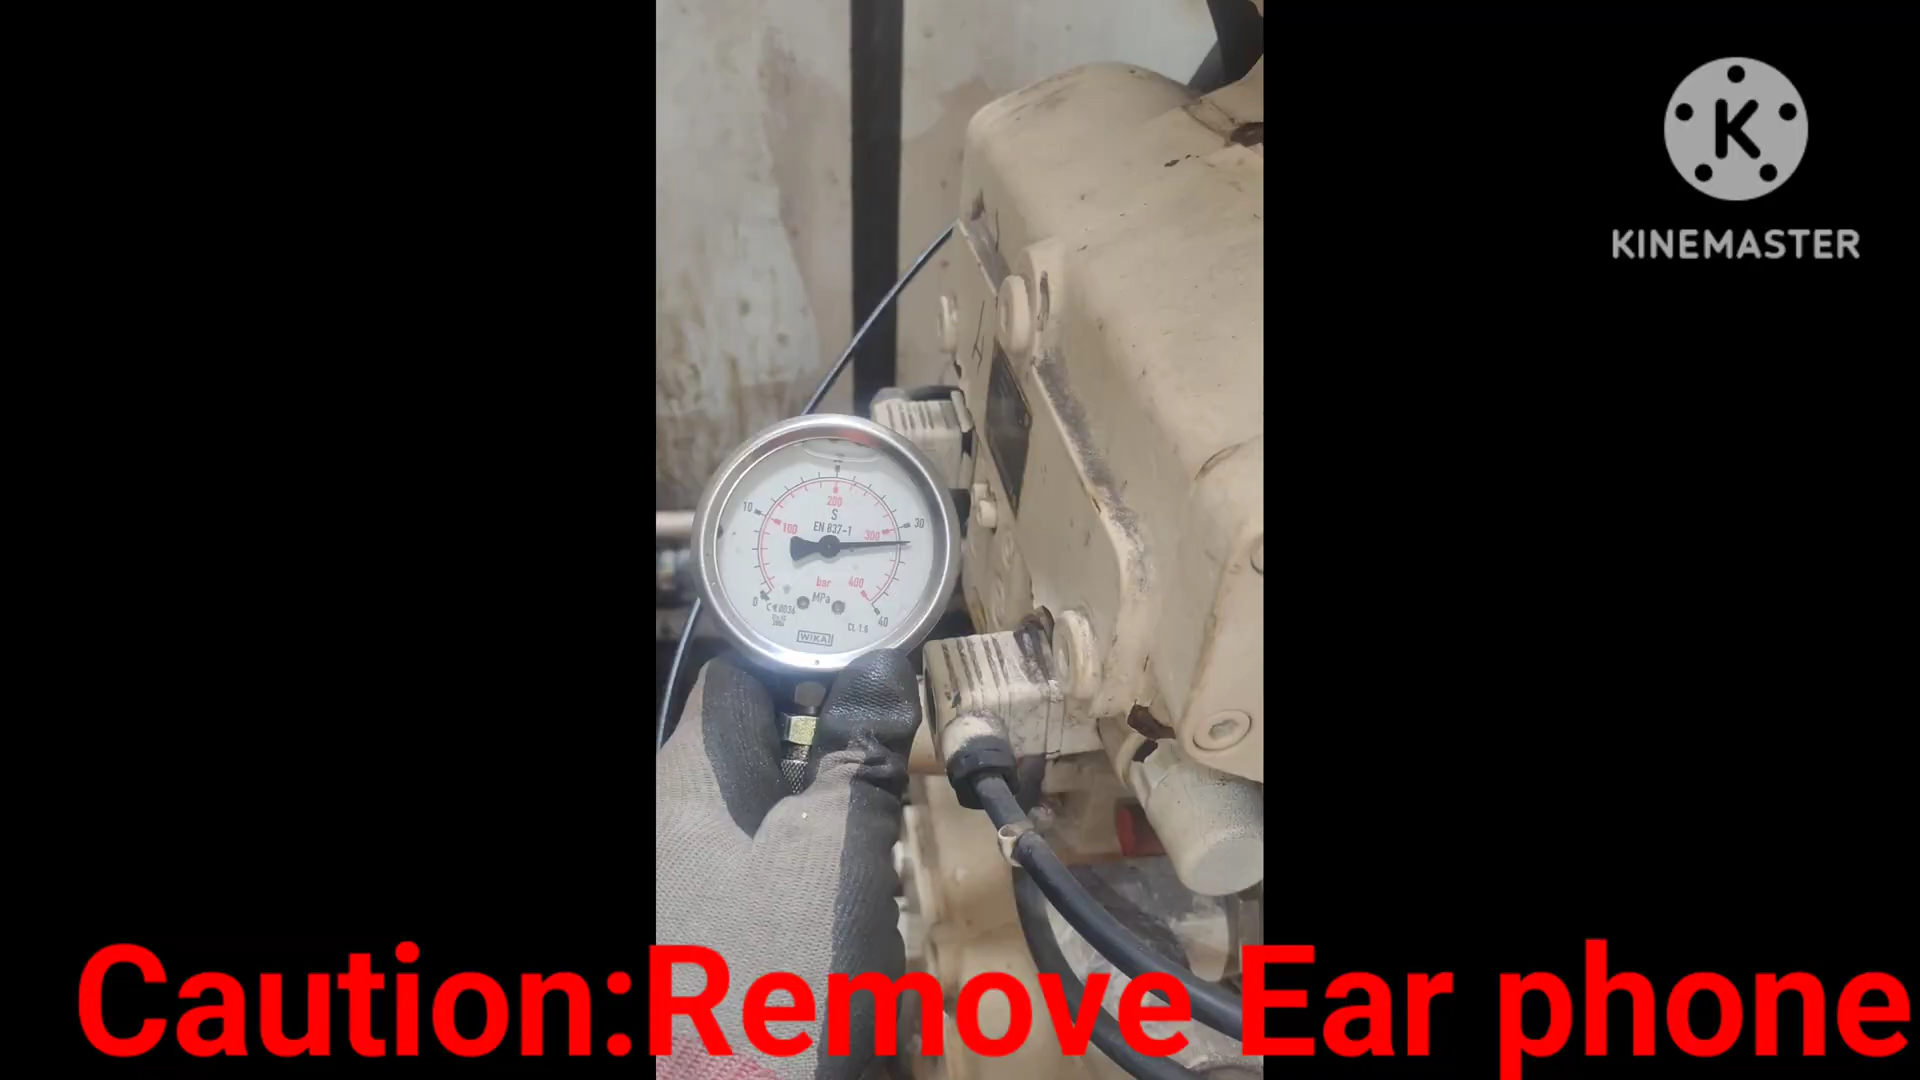 K
KINEMASTER
200
S
10
30
EN 837-1
100
300
bar
400
MPa
0
40
CL 1.6
WIKA
Caution:Remove Ear phone